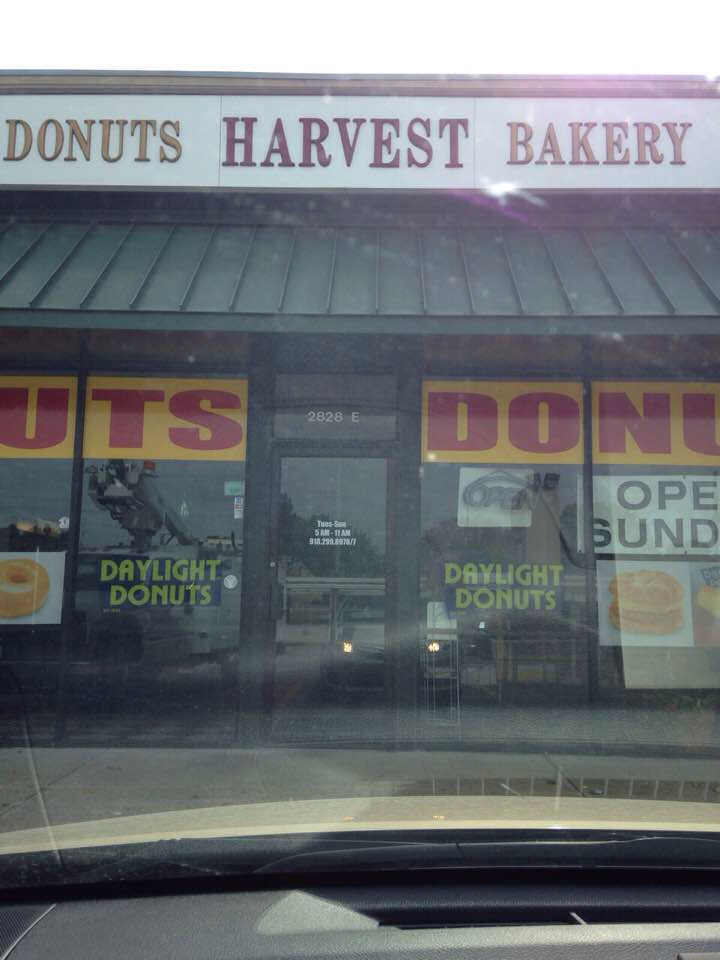 DONUTS HARVEST BAKERY
UTS
2828 E
DONU
OPEN
OPE
SUND
Tues-Sun
5 AM - 11 AM
DAYLIGHT
DONUTS
DAYLIGHT
DONUTS